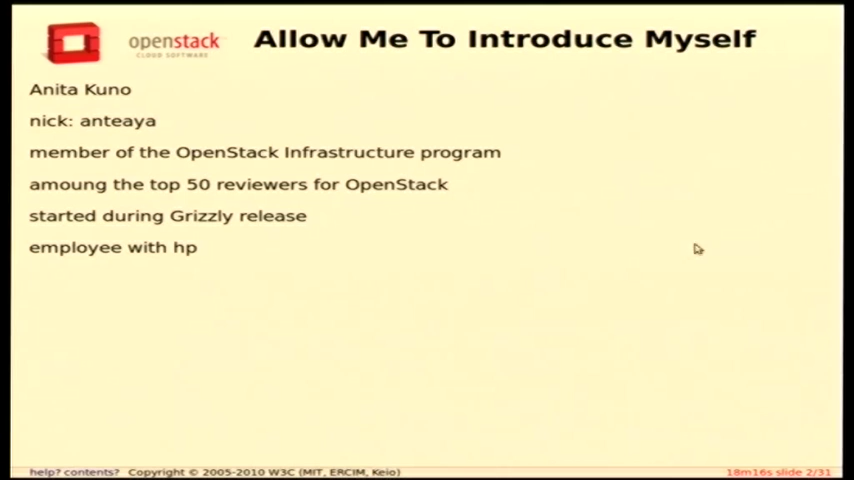 openstack
CLOUD SOFTWARE
Allow Me To Introduce Myself
Anita Kuno
nick: anteaya
member of the OpenStack Infrastructure program
amoung the top 50 reviewers for OpenStack
started during Grizzly release
employee with hp
help? contents? Copyright © 2005-2010 W3C (MIT, ERCIM, Keio)
18m16s slide 2/31